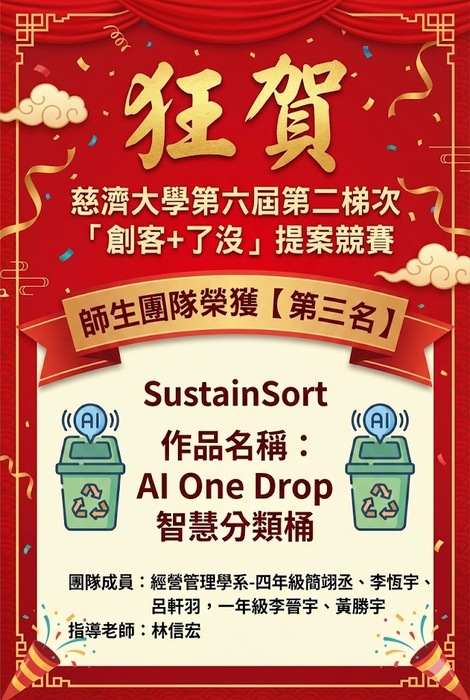 狂賀
慈濟大學第六屆第二梯次
「創客+了沒」提案競賽
師生團隊榮獲【第三名】
SustainSort
作品名稱：
AI
AI
AI One Drop
智慧分類桶
團隊成員：經營管理學系-四年級簡翊丞、李恆宇、
呂軒羽，一年級李晉宇、黃勝宇
指導老師：林信宏